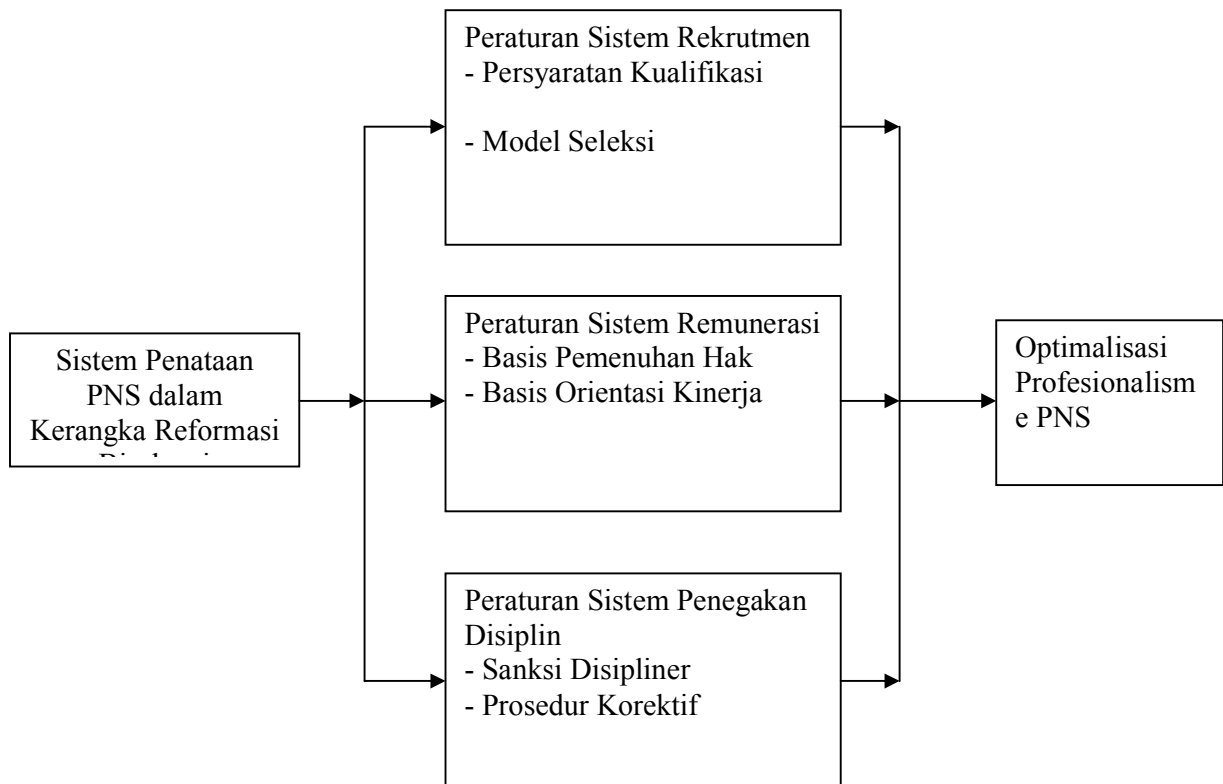 Sistem Penataan
PNS dalam
Kerangka Reformasi
Peraturan Sistem Rekrutmen
- Persyaratan Kualifikasi
- Model Seleksi
Peraturan Sistem Remunerasi
- Basis Pemenuhan Hak
- Basis Orientasi Kinerja
Peraturan Sistem Penegakan
Disiplin
- Sanksi Disipliner
- Prosedur Korektif
Optimalisasi
Profesionalism
e PNS